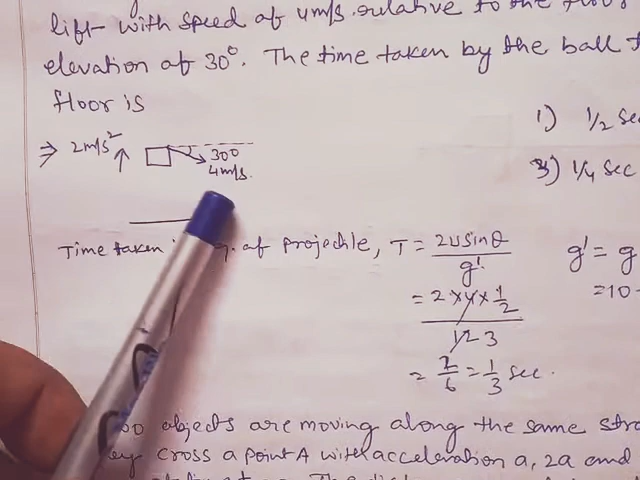 lift with speed of 4m/s relative to the
elevation of 30°. The time taken by the ball
floor is
1) 1/2 sec
⇒ 2m/s² ↑ 30°
4m/s.
3) 1/4 sec
Time taken of projectile, T = 2usinθ / g' g' = g
= 2×4×1/2 / 12 3 =10-
= 2/6 = 1/3 sec.
objects are moving along the same
cross a point A with acceleration a, 2a and